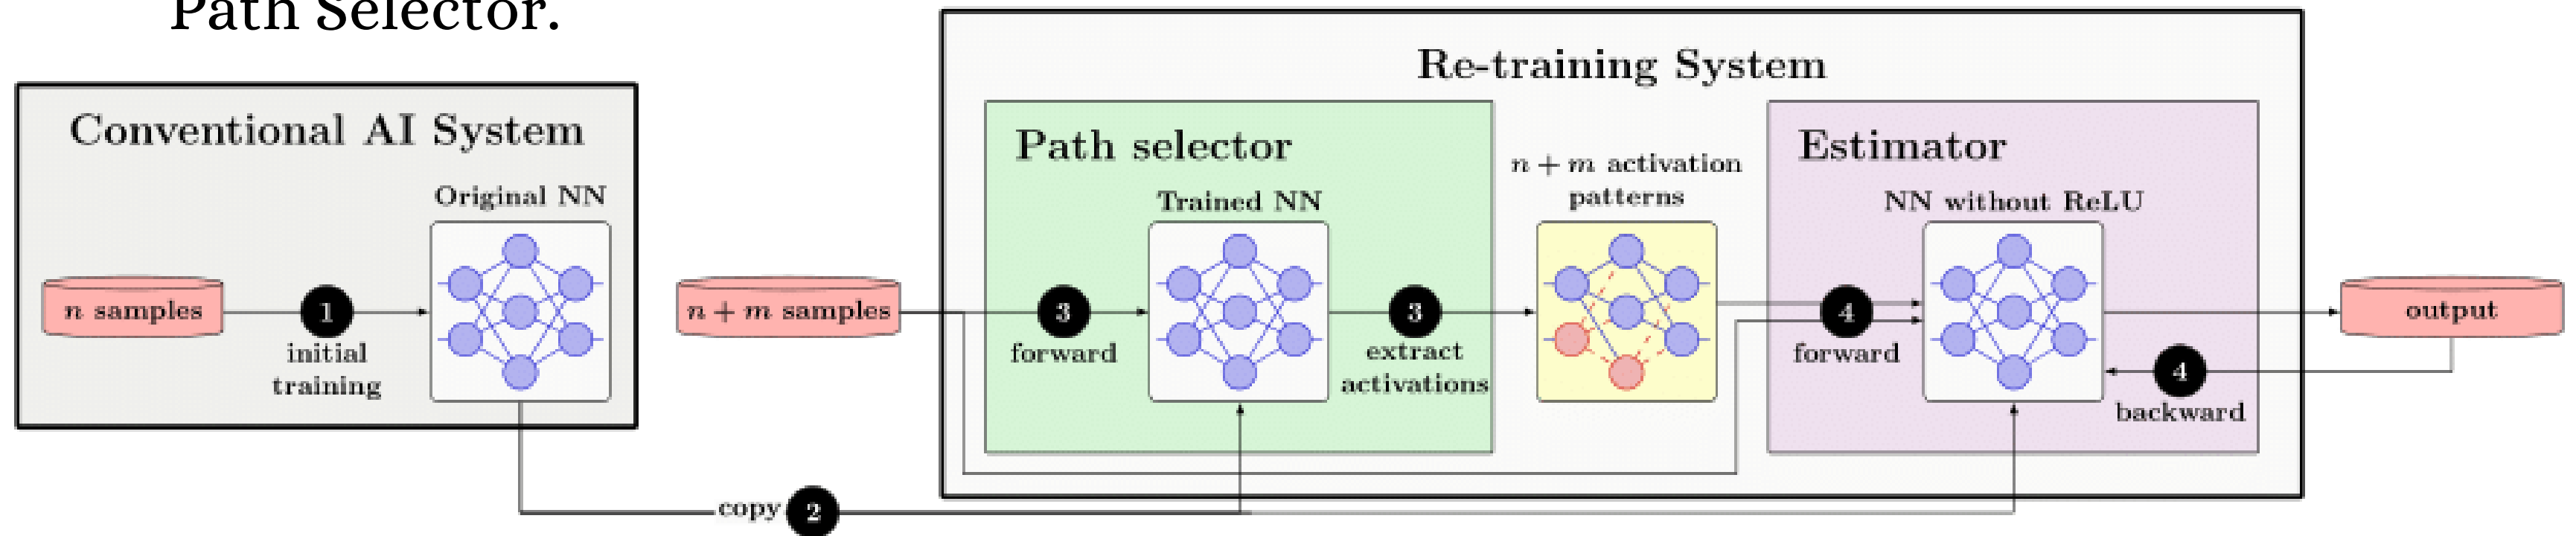 Path Selector.
Conventional AI System
Original NN
n samples
1
initial
training
copy
2
n + m samples
Re-training System
Path selector
Trained NN
3
forward
3
extract
activations
n + m activation
patterns
Estimator
NN without ReLU
4
forward
4
backward
output